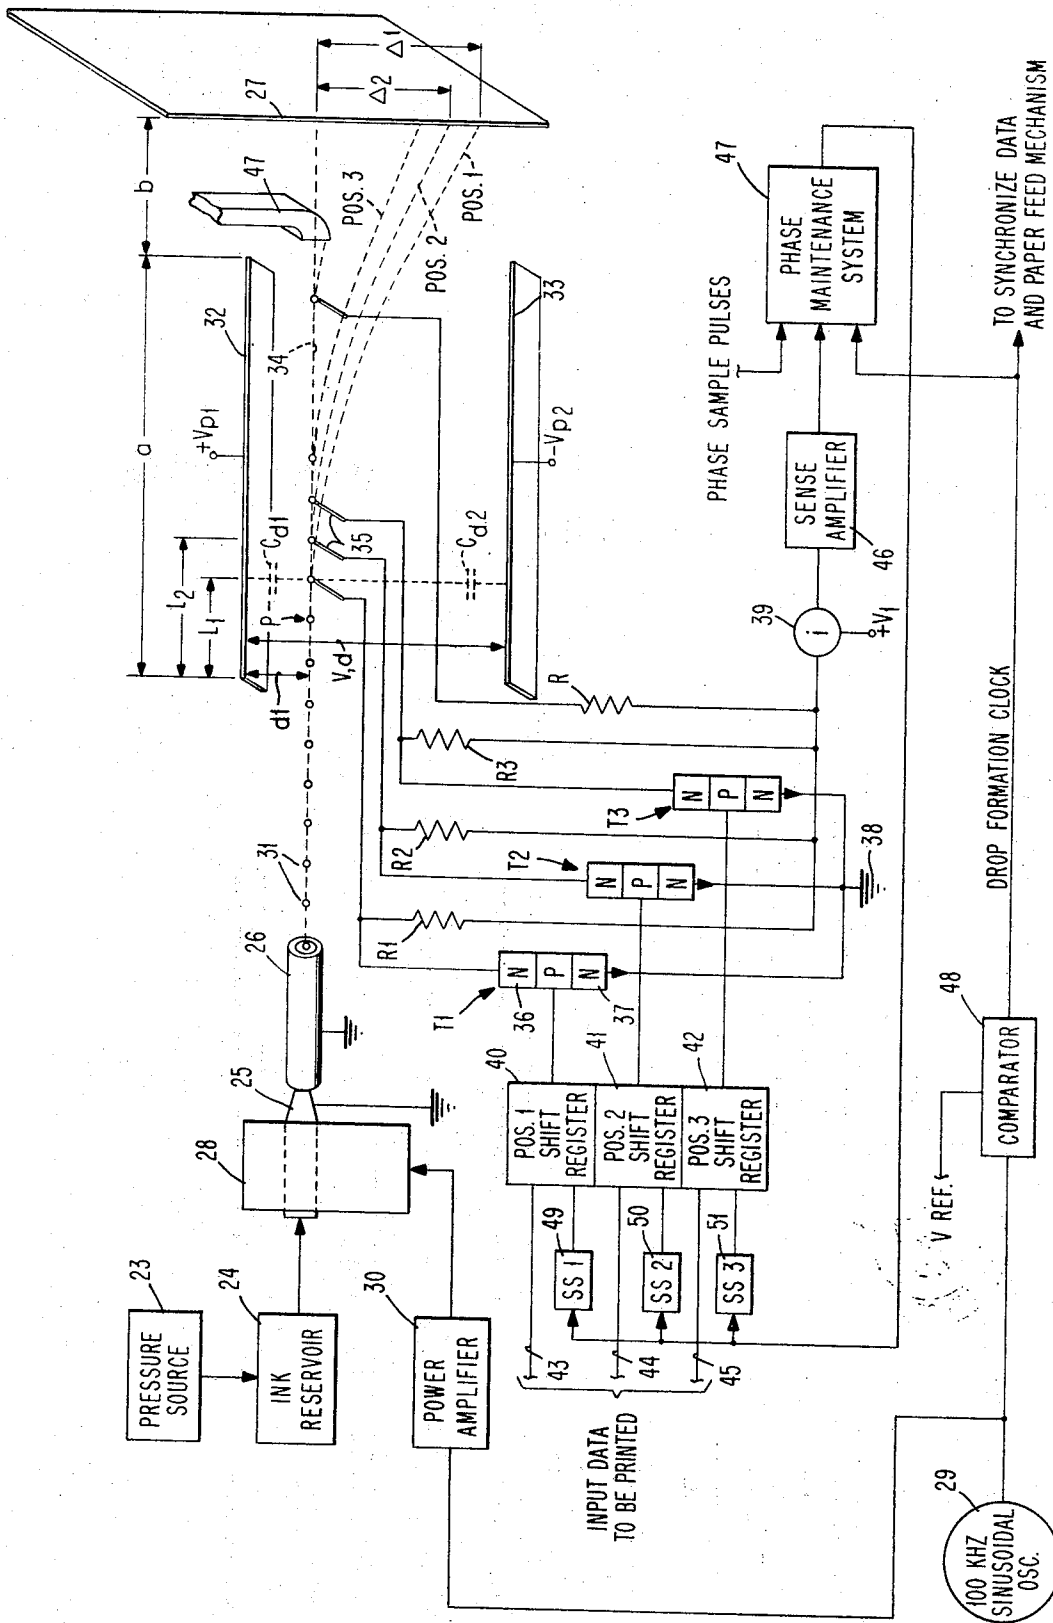 PRESSURE
SOURCE
23
INK
RESERVOIR
24
POWER
AMPLIFIER
30
28
25
26
31
P
d1
V,d
L1
L2
a
b
+Vp1
32
Cd1
Cd2
34
35
33
-Vp2
47
27
POS. 3
POS. 2
POS. 1
Δ2
Δ1
T1
N
P
N
36
37
R1
T2
N
P
N
R2
T3
N
P
N
R3
R
38
39
i
+V1
SENSE
AMPLIFIER
46
PHASE SAMPLE PULSES
PHASE
MAINTENANCE
SYSTEM
47
POS. 1
SHIFT
REGISTER
40
POS. 2
SHIFT
REGISTER
41
POS. 3
SHIFT
REGISTER
42
SS 1
49
SS 2
50
SS 3
51
43
44
45
INPUT DATA
TO BE PRINTED
100 KHZ
SINUSOIDAL
OSC.
29
V REF.
COMPARATOR
48
DROP FORMATION CLOCK
TO SYNCHRONIZE DATA
AND PAPER FEED MECHANISM